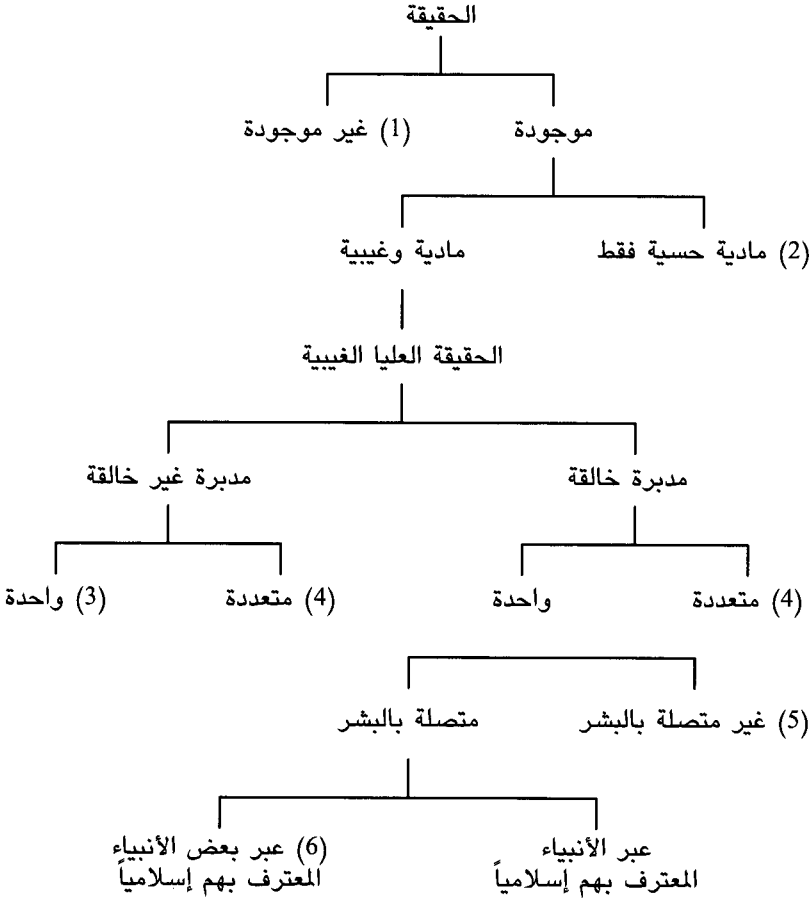 الحقيقة
موجودة
(1) غير موجودة
(2) مادية حسية فقط
مادية وغيبية
الحقيقة العليا الغيبية
مدبرة خالقة
مدبرة غير خالقة
(4) متعددة
واحدة
(4) متعددة
(3) واحدة
(5) غير متصلة بالبشر
متصلة بالبشر
عبر الأنبياء
المعترف بهم إسلامياً
(6) عبر بعض الأنبياء
المعترف بهم إسلامياً